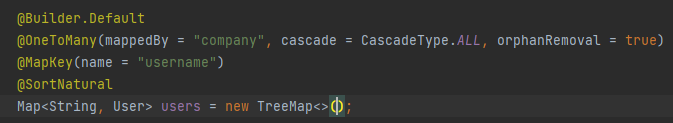 @Builder.Default
@OneToMany(mappedBy = "company", cascade = CascadeType.ALL, orphanRemoval = true)
@MapKey(name = "username")
@SortNatural
Map<String, User> users = new TreeMap<>();